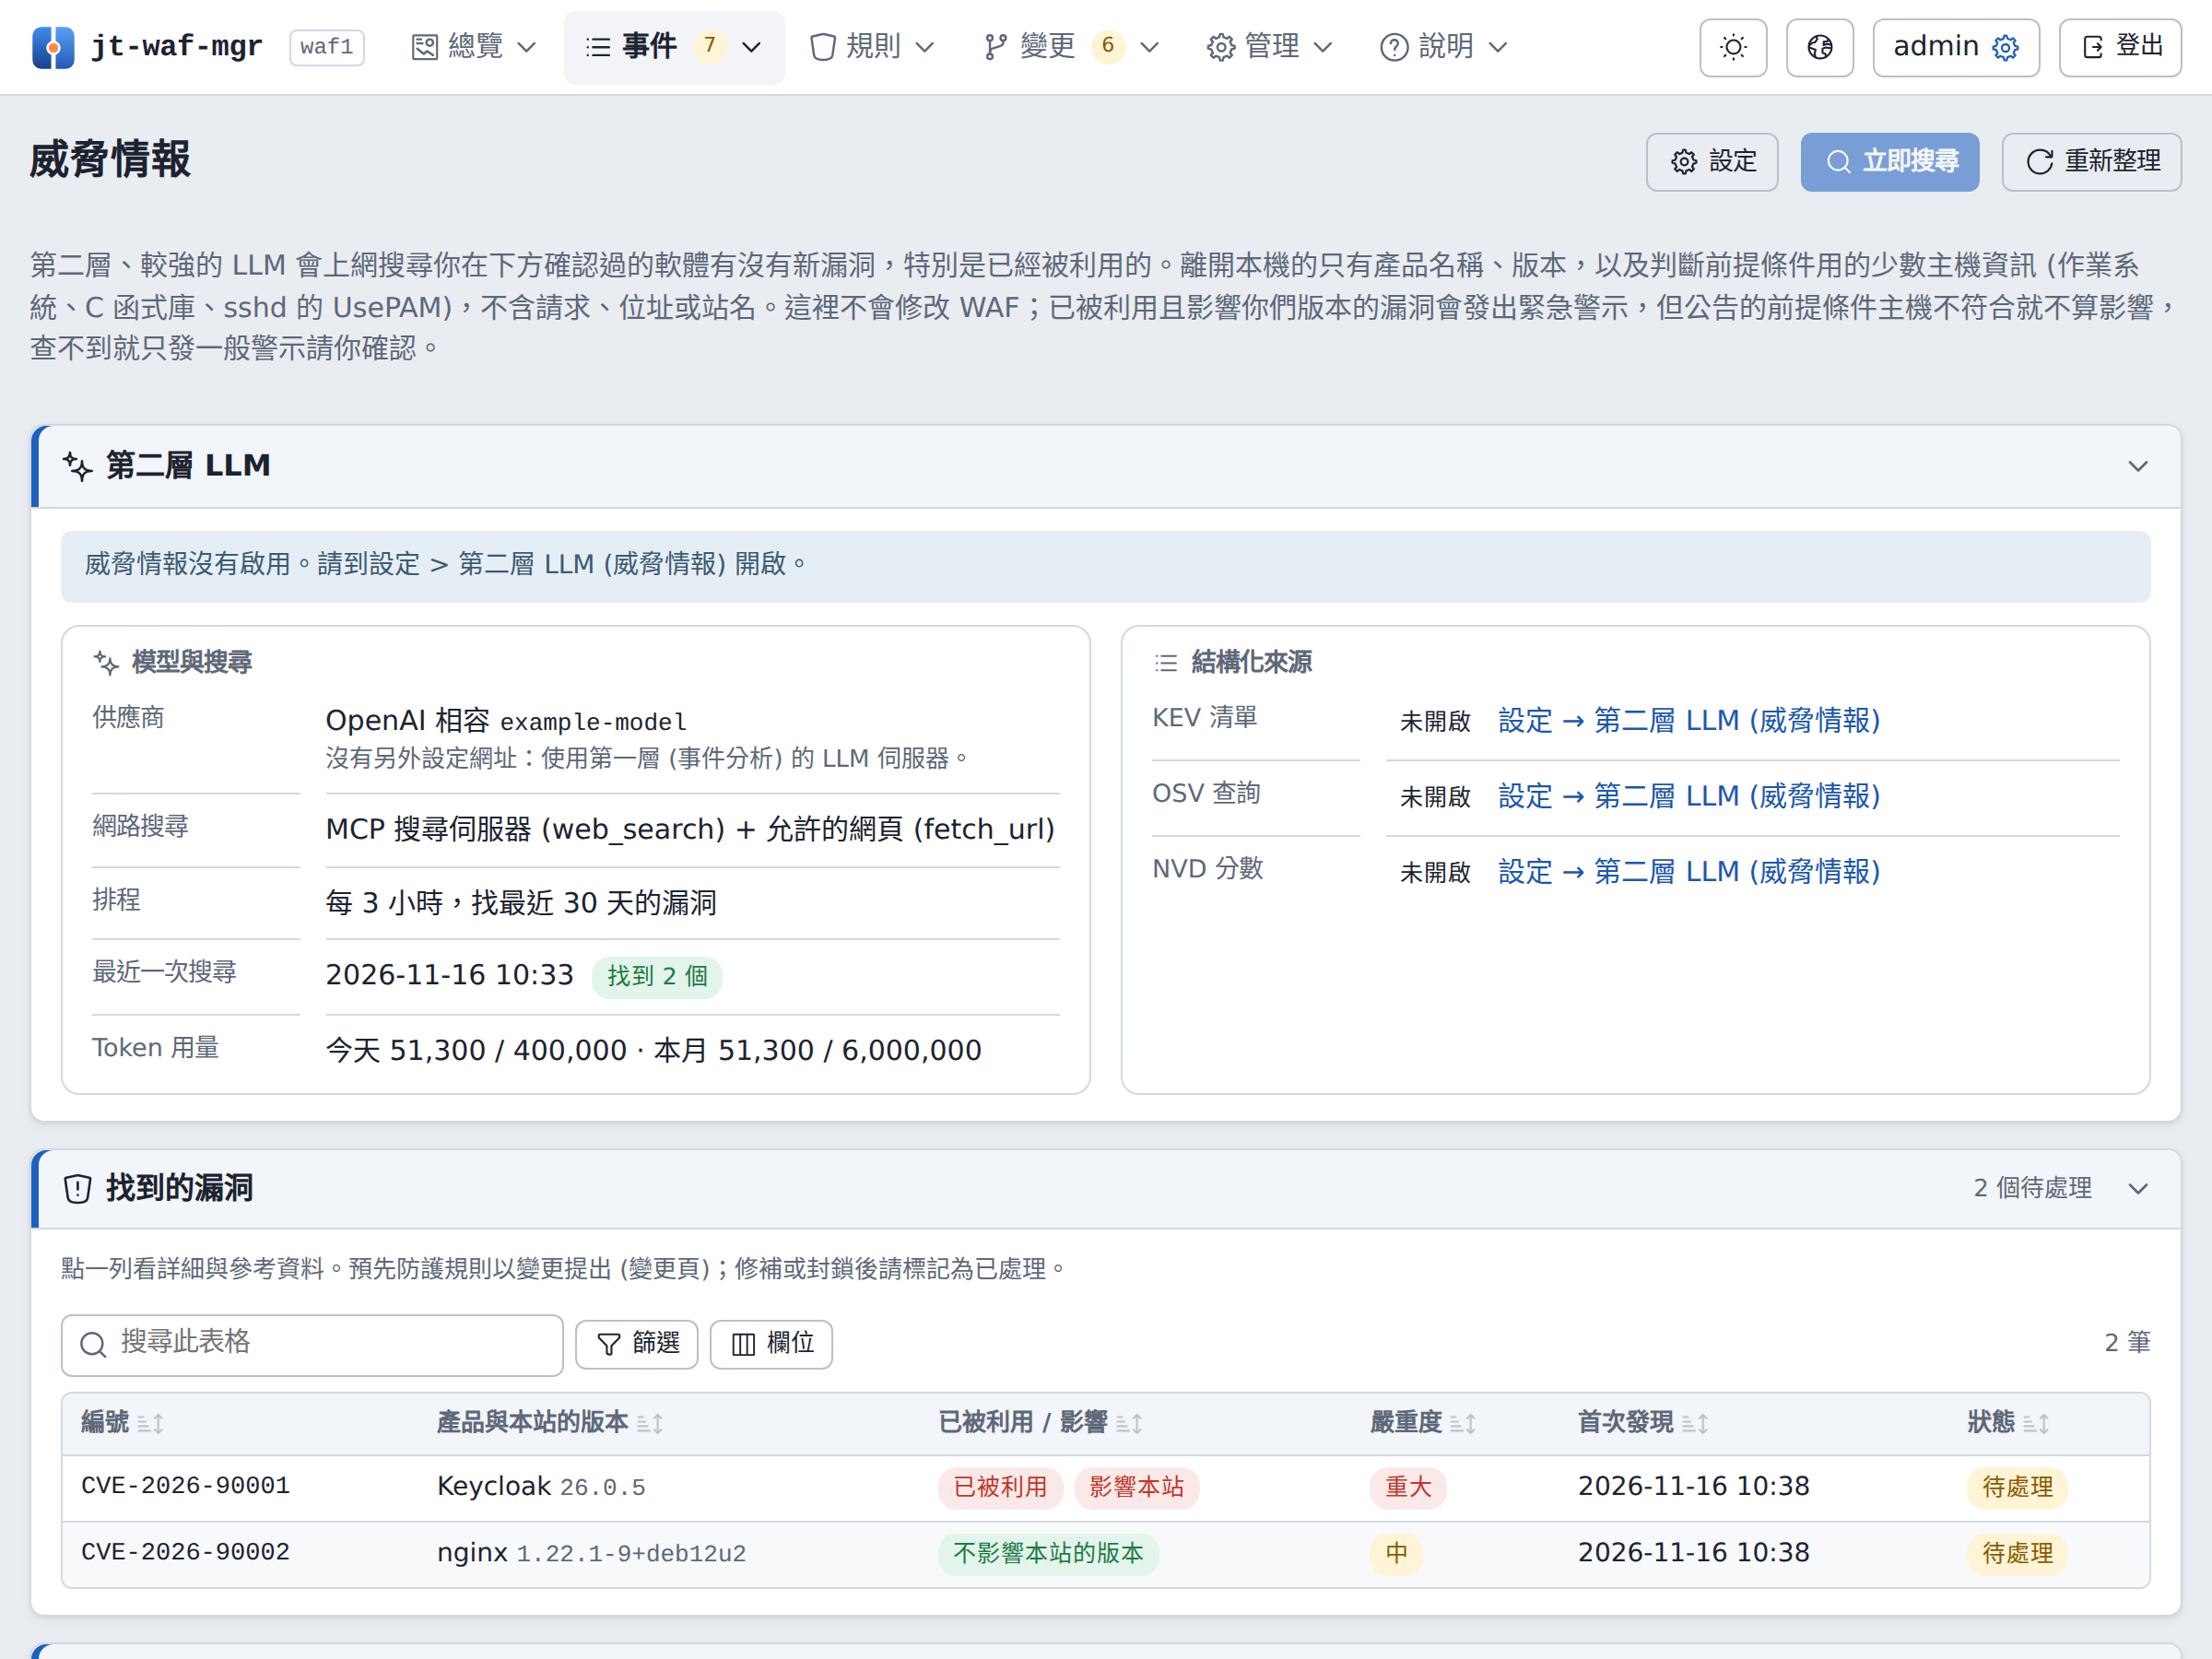 jt-waf-mgr waf1 總覽 事件 7 規則 變更 6 管理 說明 admin 登出
威脅情報 設定 立即搜尋 重新整理
第二層、較強的 LLM 會上網搜尋你在下方確認過的軟體有沒有新漏洞，特別是已經被利用的。離開本機的只有產品名稱、版本，以及判斷前提條件用的少數主機資訊 (作業系
統、C 函式庫、sshd 的 UsePAM)，不含請求、位址或站名。這裡不會修改 WAF；已被利用且影響你們版本的漏洞會發出緊急警示，但公告的前提條件主機不符合就不算影響，
查不到就只發一般警示請你確認。
第二層 LLM
威脅情報沒有啟用。請到設定 > 第二層 LLM (威脅情報) 開啟。
模型與搜尋
供應商 OpenAI 相容 example-model
沒有另外設定網址：使用第一層 (事件分析) 的 LLM 伺服器。
網路搜尋 MCP 搜尋伺服器 (web_search) + 允許的網頁 (fetch_url)
排程 每 3 小時，找最近 30 天的漏洞
最近一次搜尋 2026-11-16 10:33 找到 2 個
Token 用量 今天 51,300 / 400,000 · 本月 51,300 / 6,000,000
結構化來源
KEV 清單 未開啟 設定 → 第二層 LLM (威脅情報)
OSV 查詢 未開啟 設定 → 第二層 LLM (威脅情報)
NVD 分數 未開啟 設定 → 第二層 LLM (威脅情報)
找到的漏洞 2 個待處理
點一列看詳細與參考資料。預先防護規則以變更提出 (變更頁)；修補或封鎖後請標記為已處理。
搜尋此表格 篩選 欄位 2 筆
編號 產品與本站的版本 已被利用 / 影響 嚴重度 首次發現 狀態
CVE-2026-90001 Keycloak 26.0.5 已被利用 影響本站 重大 2026-11-16 10:38 待處理
CVE-2026-90002 nginx 1.22.1-9+deb12u2 不影響本站的版本 中 2026-11-16 10:38 待處理